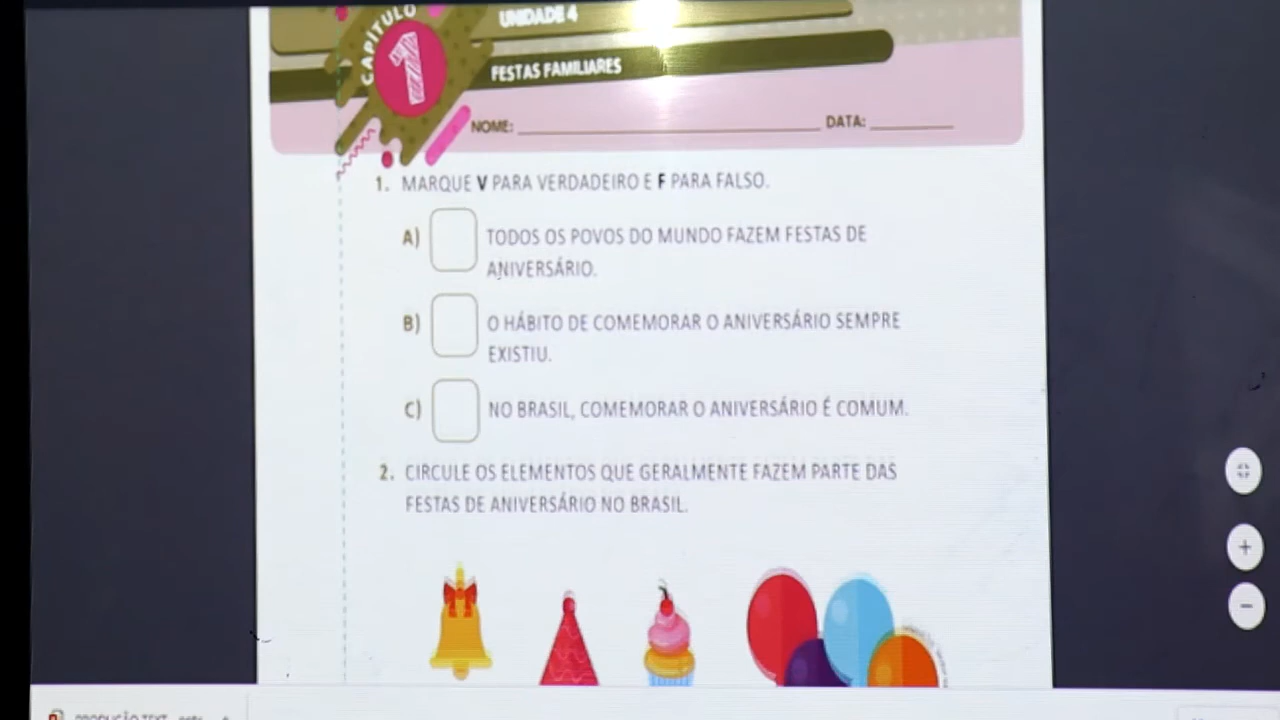 CAPÍTULO
1
UNIDADE 4
FESTAS FAMILIARES
NOME: DATA:
1. MARQUE V PARA VERDADEIRO E F PARA FALSO.
A) TODOS OS POVOS DO MUNDO FAZEM FESTAS DE
ANIVERSÁRIO.
B) O HÁBITO DE COMEMORAR O ANIVERSÁRIO SEMPRE
EXISTIU.
C) NO BRASIL, COMEMORAR O ANIVERSÁRIO É COMUM.
2. CIRCULE OS ELEMENTOS QUE GERALMENTE FAZEM PARTE DAS
FESTAS DE ANIVERSÁRIO NO BRASIL.
PRODUÇÃO TEXT